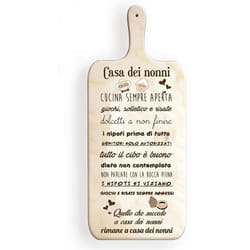 Casa dei nonni
CUCINA SEMPRE APERTA
giochi, solletico e risate
dolcetti a non finire
i nipoti prima di tutto
GENITORI: SOLO AUTORIZZATI
tutto il cibo è buono
DIETA NON CONTEMPLATA
NON PARLARE CON LA BOCCA PIENA
I NIPOTI SI VIZIANO
GIOCHI E RISATE SEMPRE
Quello che succede
a casa dei nonni
rimane a casa dei nonni